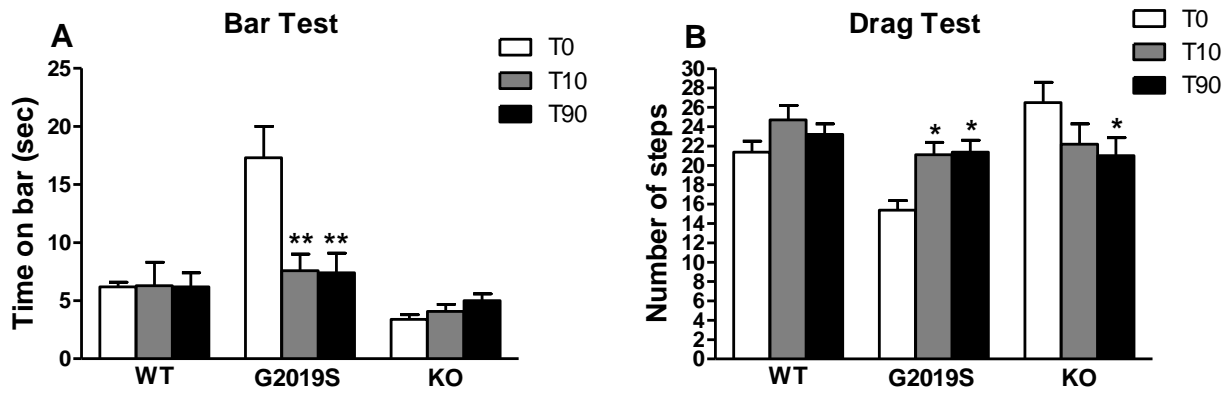 A
Bar Test
T0
T10
T90
Time on bar (sec)
25
20
15
10
5
0
** **
WT
G2019S
KO
B
Drag Test
T0
T10
T90
Number of steps
30
28
26
24
22
20
18
16
14
12
10
8
6
4
2
0
* *
*
WT
G2019S
KO